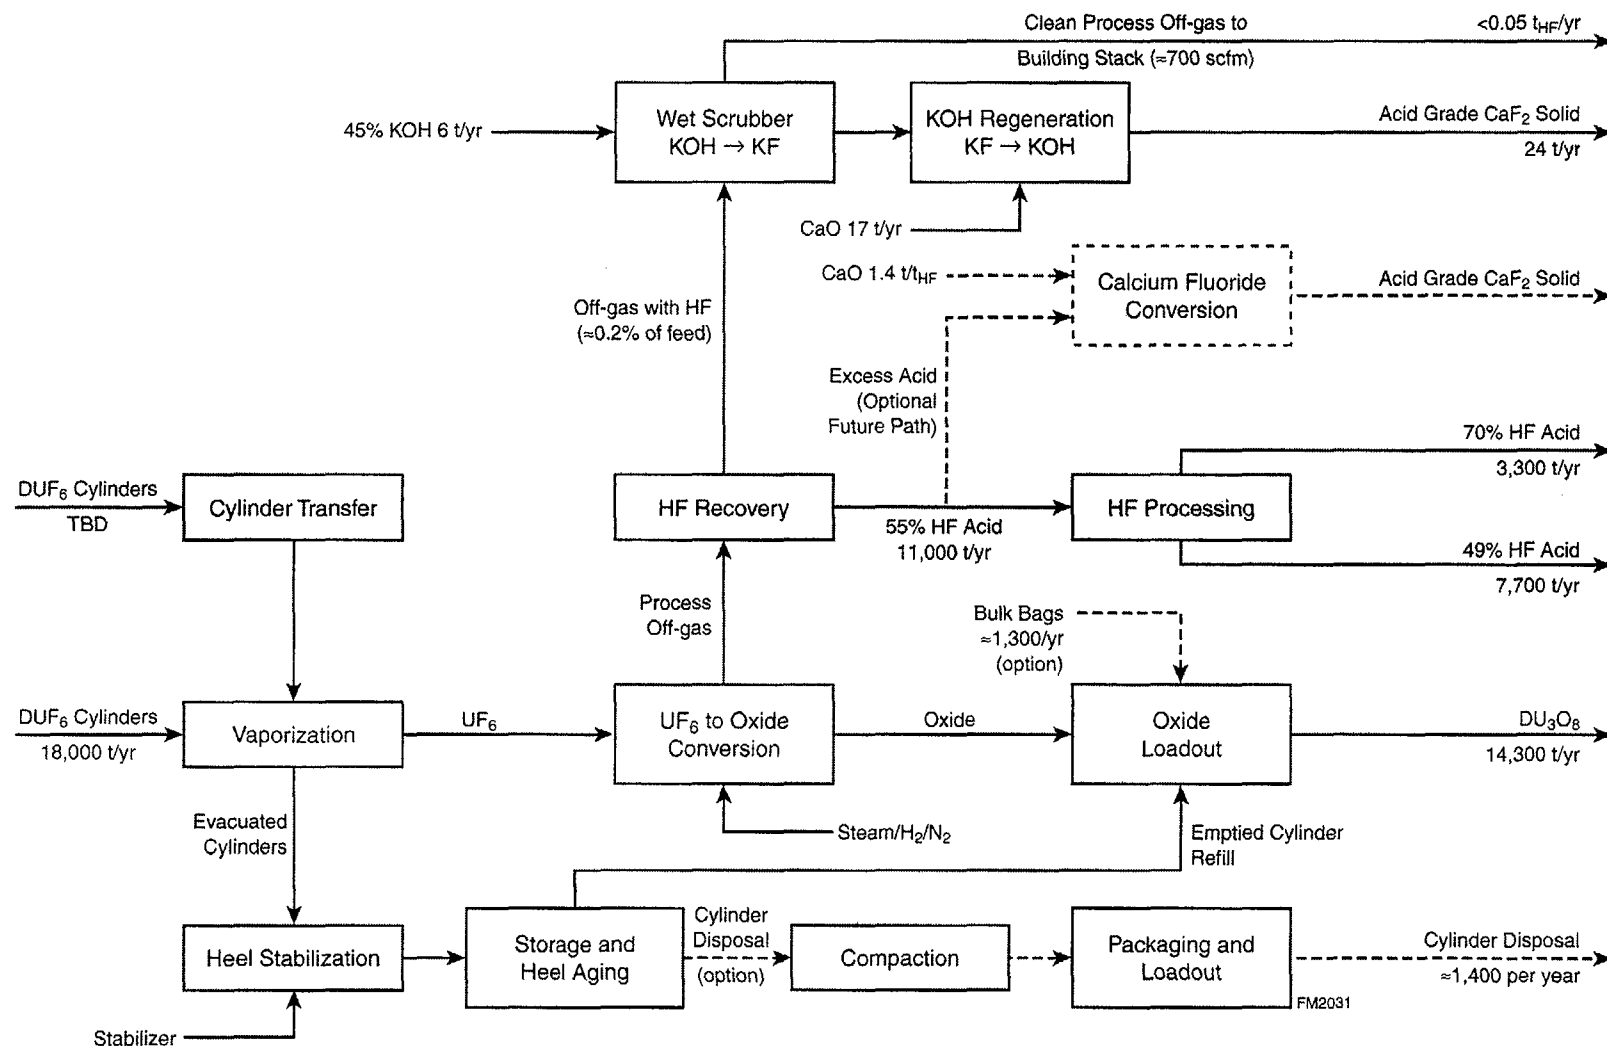 Clean Process Off-gas to
<0.05 tHF/yr
Building Stack (≈700 scfm)
45% KOH 6 t/yr
Wet Scrubber
KOH → KF
KOH Regeneration
KF → KOH
Acid Grade CaF2 Solid
24 t/yr
CaO 17 t/yr
CaO 1.4 t/tHF
Calcium Fluoride
Conversion
Acid Grade CaF2 Solid
Off-gas with HF
(≈0.2% of feed)
Excess Acid
(Optional
Future Path)
70% HF Acid
3,300 t/yr
DUF6 Cylinders
TBD
Cylinder Transfer
HF Recovery
55% HF Acid
11,000 t/yr
HF Processing
49% HF Acid
7,700 t/yr
Process
Off-gas
Bulk Bags
≈1,300/yr
(option)
DUF6 Cylinders
18,000 t/yr
Vaporization
UF6
UF6 to Oxide
Conversion
Oxide
Oxide
Loadout
DU3O8
14,300 t/yr
Evacuated
Cylinders
Steam/H2/N2
Emptied Cylinder
Refill
Heel Stabilization
Storage and
Heel Aging
Cylinder
Disposal
(option)
Compaction
Packaging and
Loadout
Cylinder Disposal
≈1,400 per year
FM2031
Stabilizer